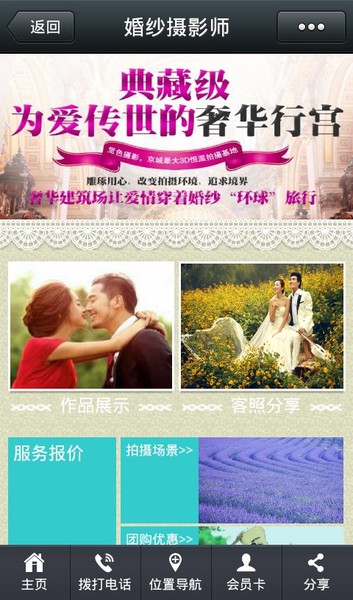 返回
婚纱摄影师
典藏级
为爱传世的奢华行宫
觉色摄影，京城最大3D恒温拍摄基地
雕琢用心，改变拍摄环境，追求境界
奢华建筑场让爱情穿着婚纱“环球”旅行。
作品展示
客照分享
服务报价
拍摄场景>>
团购优惠>>
主页
拨打电话
位置导航
会员卡
分享